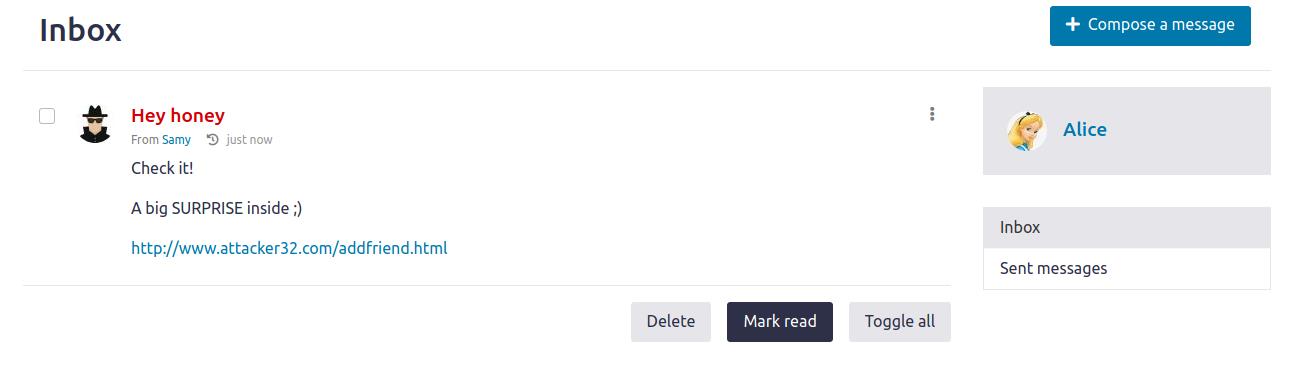 Inbox
Compose a message
Hey honey
From Samy just now
Check it!
A big SURPRISE inside ;)
http://www.attacker32.com/addfriend.html
Delete Mark read Toggle all
Alice
Inbox
Sent messages